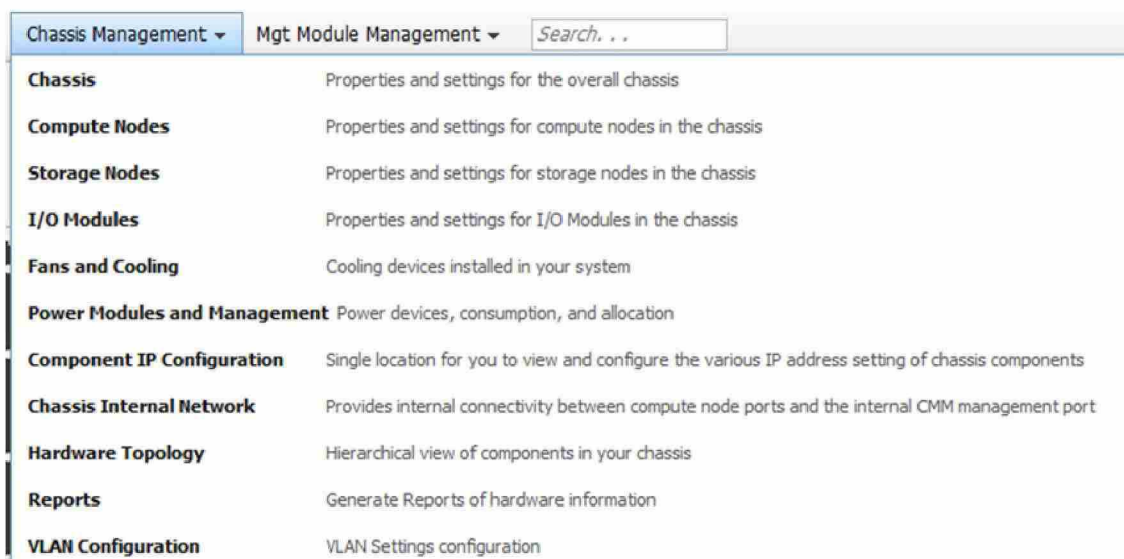 Chassis Management Mgt Module Management Search. . .
Chassis Properties and settings for the overall chassis
Compute Nodes Properties and settings for compute nodes in the chassis
Storage Nodes Properties and settings for storage nodes in the chassis
I/O Modules Properties and settings for I/O Modules in the chassis
Fans and Cooling Cooling devices installed in your system
Power Modules and Management Power devices, consumption, and allocation
Component IP Configuration Single location for you to view and configure the various IP address setting of chassis components
Chassis Internal Network Provides internal connectivity between compute node ports and the internal CMM management port
Hardware Topology Hierarchical view of components in your chassis
Reports Generate Reports of hardware information
VLAN Configuration VLAN Settings configuration